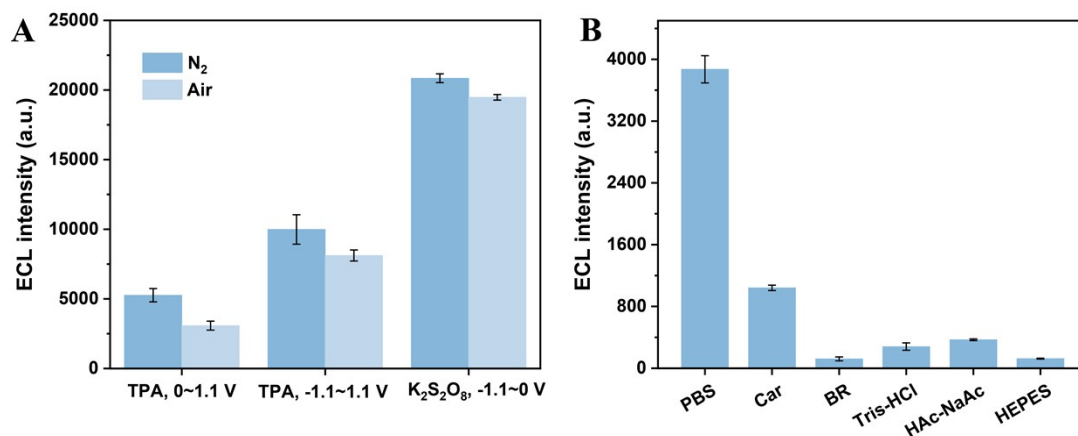 A
ECL intensity (a.u.)
25000
20000
15000
10000
5000
0
N₂
Air
TPA, 0~1.1 V
TPA, -1.1~1.1 V
K₂S₂O₈, -1.1~0 V
B
ECL intensity (a.u.)
4000
3200
2400
1600
800
0
PBS
Car
BR
Tris-HCl
HAc-NaAc
HEPES